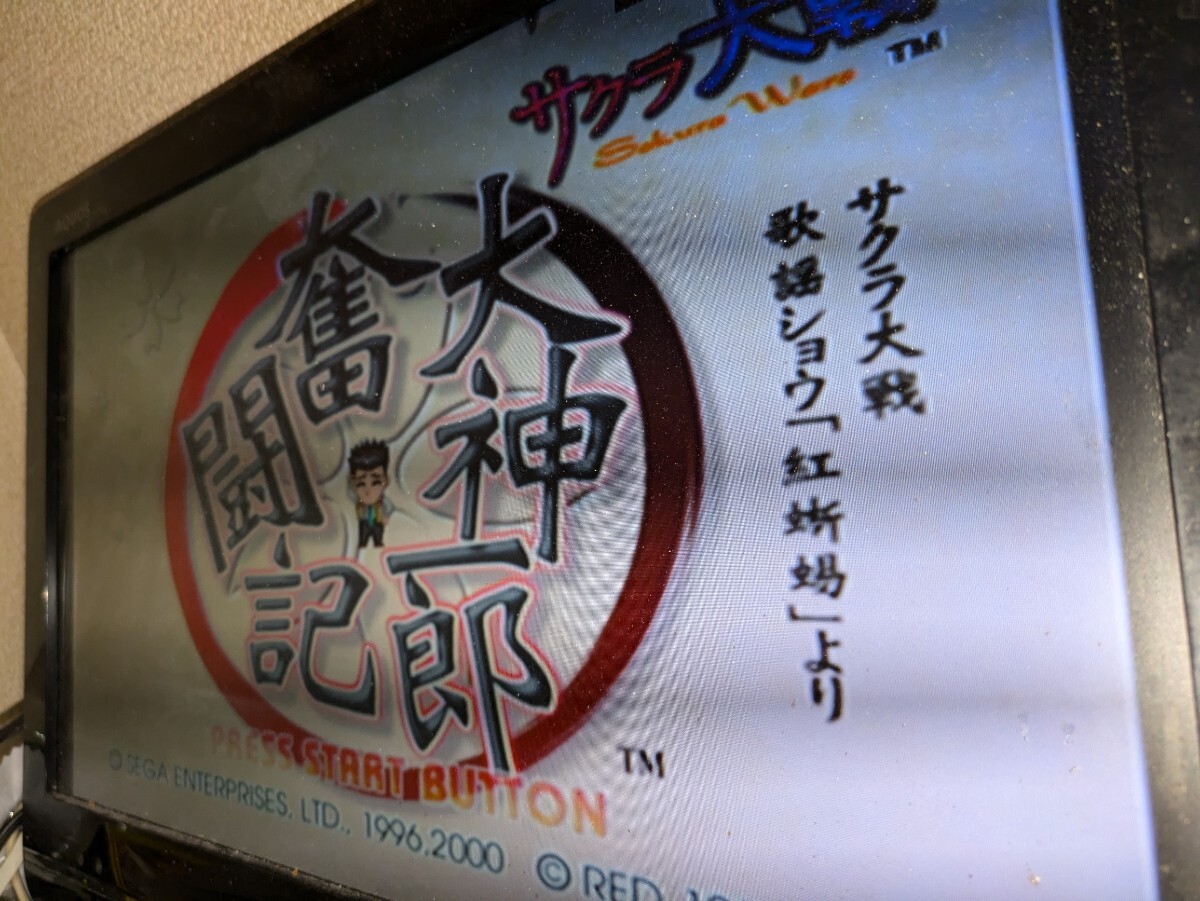 サクラ大戦
TM
Sakura Wars
サクラ大戦
歌謡ショウ「紅蜥蜴」より
大神一郎
奮闘記
TM
PRESS START BUTTON
© SEGA ENTERPRISES, LTD., 1996,2000 © RED
AQUOS